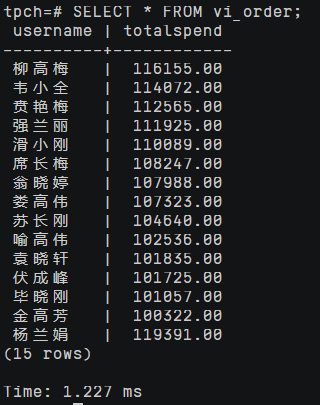 tpch=# SELECT * FROM vi_order;
username | totalspend
----------+------------
柳高梅 | 116155.00
韦小全 | 114072.00
贲艳梅 | 112565.00
强兰丽 | 111925.00
滑小刚 | 110089.00
席长梅 | 108247.00
翁晓婷 | 107988.00
娄高伟 | 107323.00
苏长刚 | 104640.00
喻高伟 | 102536.00
袁晓轩 | 101835.00
伏成峰 | 101725.00
毕晓刚 | 101057.00
金高芳 | 100322.00
杨兰娟 | 119391.00
(15 rows)
Time: 1.227 ms